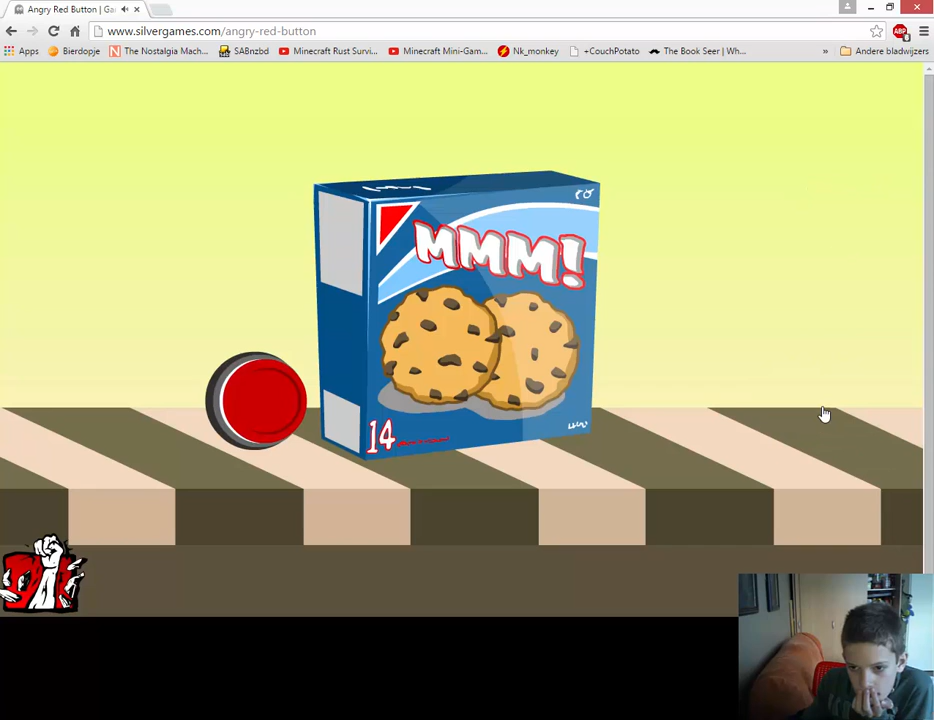 Angry Red Button | Ga
www.silvergames.com/angry-red-button
Apps Bierdopje The Nostalgia Mach... SABnzbd Minecraft Rust Survi... Minecraft Mini-Gam... Nk_monkey +CouchPotato The Book Seer | Wh... » Andere bladwijzers
ABP
MMM!
14